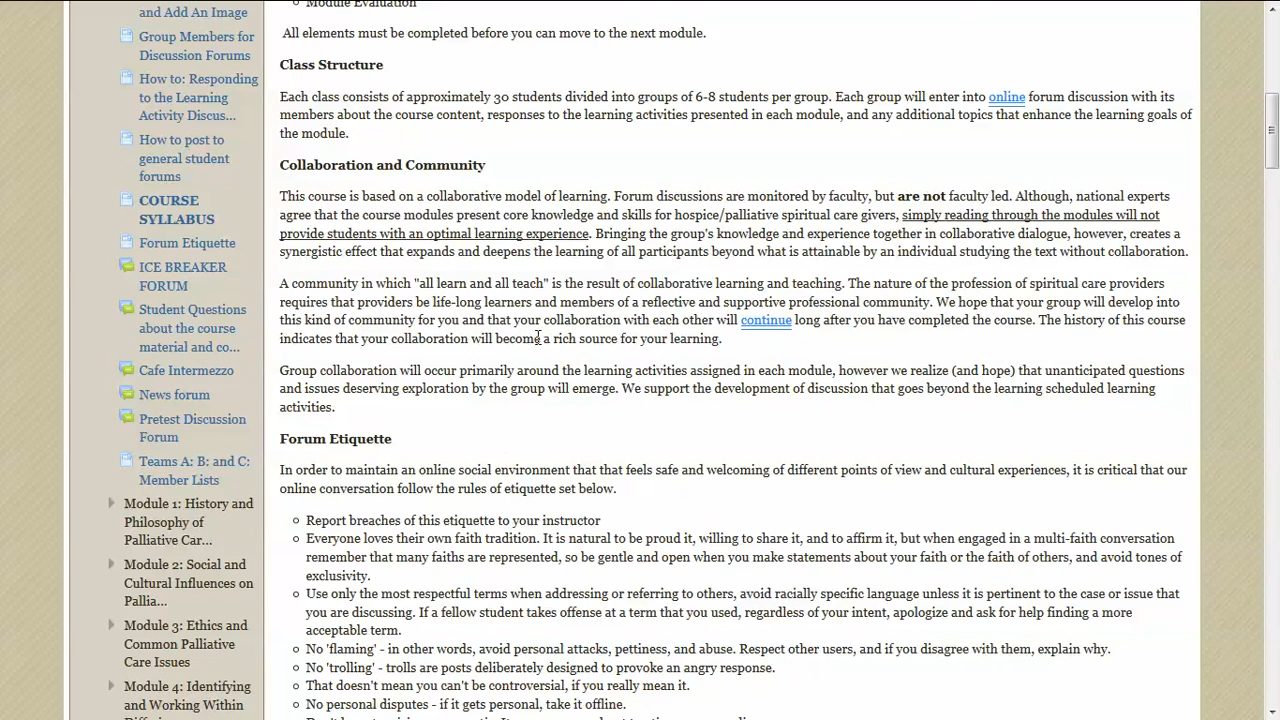 and Add An Image
Group Members for
Discussion Forums
How to: Responding
to the Learning
Activity Discus...
How to post to
general student
forums
COURSE
SYLLABUS
Forum Etiquette
ICE BREAKER
FORUM
Student Questions
about the course
material and co...
Cafe Intermezzo
News forum
Pretest Discussion
Forum
Teams A: B: and C:
Member Lists
Module 1: History and
Philosophy of
Palliative Car...
Module 2: Social and
Cultural Influences on
Pallia...
Module 3: Ethics and
Common Palliative
Care Issues
Module 4: Identifying
and Working Within
Module Evaluation
All elements must be completed before you can move to the next module.
Class Structure
Each class consists of approximately 30 students divided into groups of 6-8 students per group. Each group will enter into online forum discussion with its
members about the course content, responses to the learning activities presented in each module, and any additional topics that enhance the learning goals of
the module.
Collaboration and Community
This course is based on a collaborative model of learning. Forum discussions are monitored by faculty, but are not faculty led. Although, national experts
agree that the course modules present core knowledge and skills for hospice/palliative spiritual care givers, simply reading through the modules will not
provide students with an optimal learning experience. Bringing the group's knowledge and experience together in collaborative dialogue, however, creates a
synergistic effect that expands and deepens the learning of all participants beyond what is attainable by an individual studying the text without collaboration.
A community in which "all learn and all teach" is the result of collaborative learning and teaching. The nature of the profession of spiritual care providers
requires that providers be life-long learners and members of a reflective and supportive professional community. We hope that your group will develop into
this kind of community for you and that your collaboration with each other will continue long after you have completed the course. The history of this course
indicates that your collaboration will become a rich source for your learning.
Group collaboration will occur primarily around the learning activities assigned in each module, however we realize (and hope) that unanticipated questions
and issues deserving exploration by the group will emerge. We support the development of discussion that goes beyond the learning scheduled learning
activities.
Forum Etiquette
In order to maintain an online social environment that that feels safe and welcoming of different points of view and cultural experiences, it is critical that our
online conversation follow the rules of etiquette set below.
Report breaches of this etiquette to your instructor
Everyone loves their own faith tradition. It is natural to be proud it, willing to share it, and to affirm it, but when engaged in a multi-faith conversation
remember that many faiths are represented, so be gentle and open when you make statements about your faith or the faith of others, and avoid tones of
exclusivity.
Use only the most respectful terms when addressing or referring to others, avoid racially specific language unless it is pertinent to the case or issue that
you are discussing. If a fellow student takes offense at a term that you used, regardless of your intent, apologize and ask for help finding a more
acceptable term.
No 'flaming' - in other words, avoid personal attacks, pettiness, and abuse. Respect other users, and if you disagree with them, explain why.
No 'trolling' - trolls are posts deliberately designed to provoke an angry response.
That doesn't mean you can't be controversial, if you really mean it.
No personal disputes - if it gets personal, take it offline.